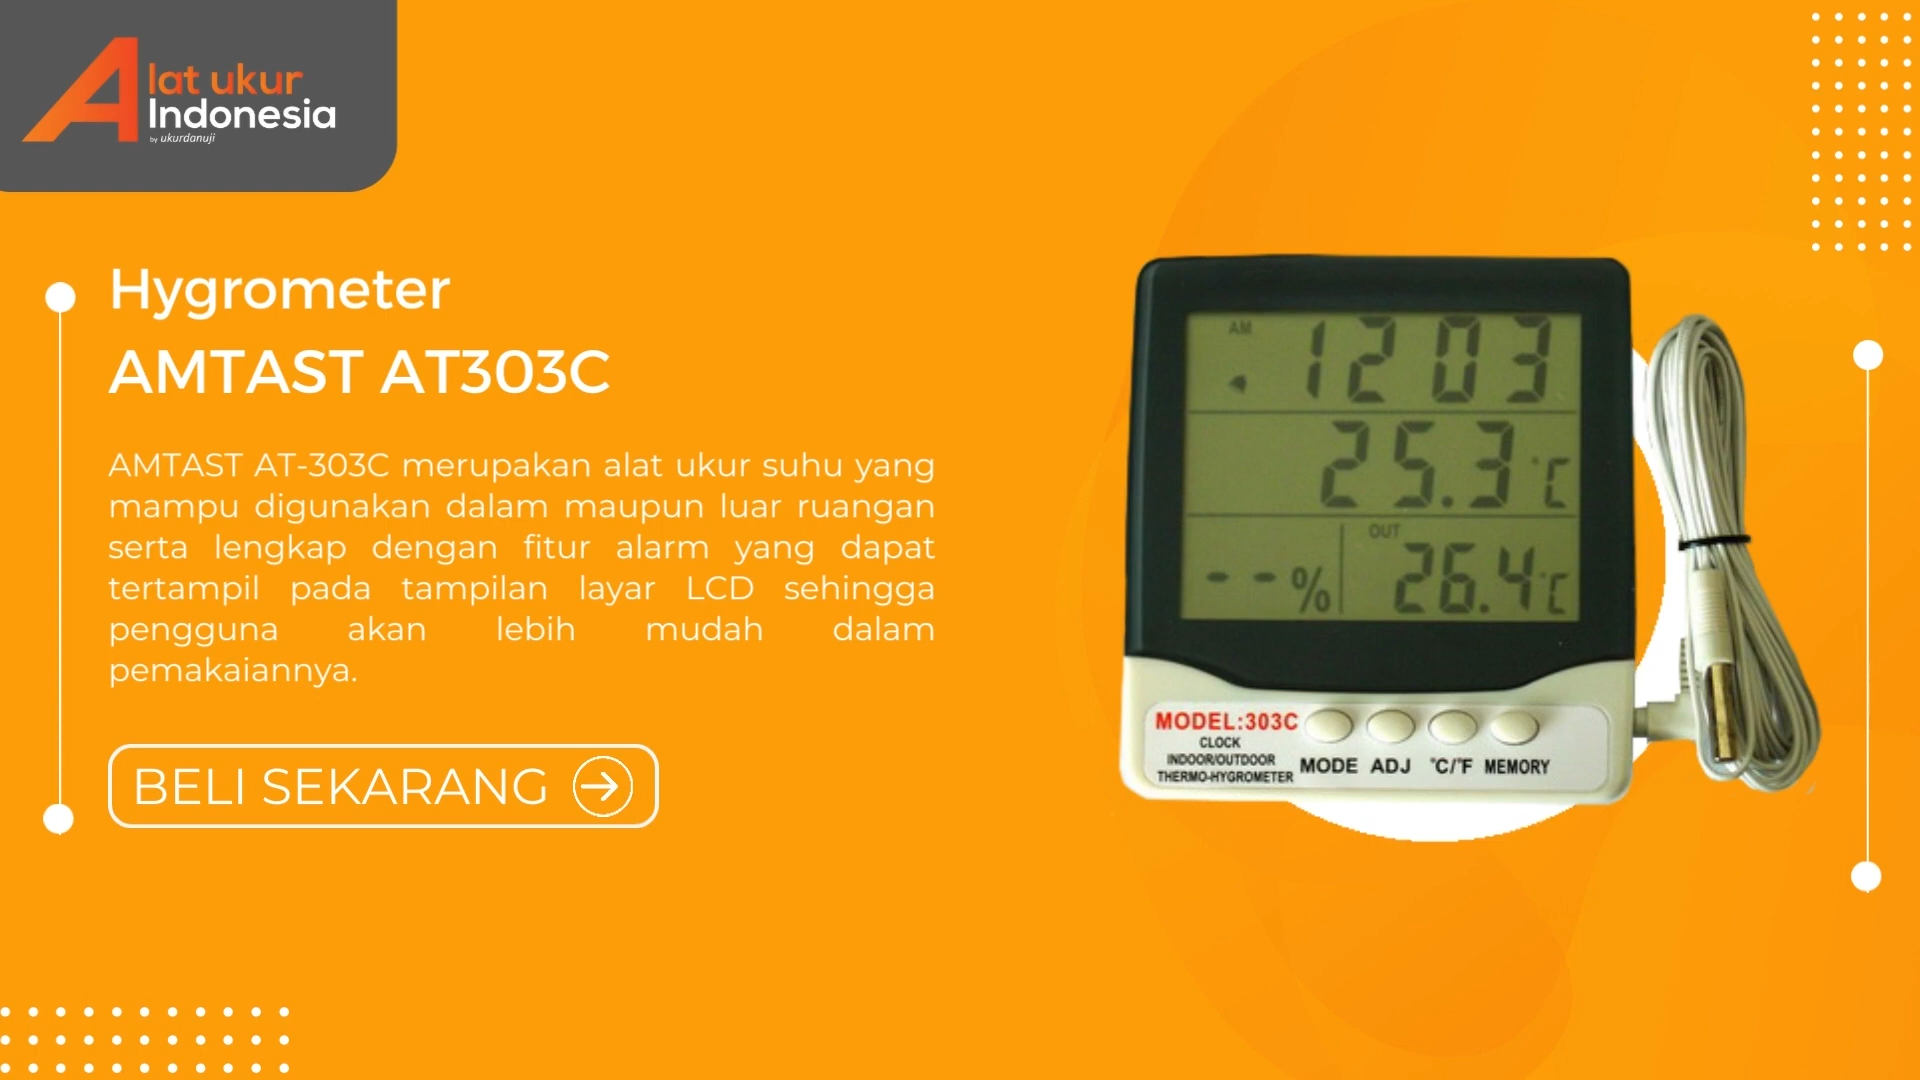 Alat ukur
Indonesia
by ukurdanuji
Hygrometer
AMTAST AT303C
AMTAST AT-303C merupakan alat ukur suhu yang
mampu digunakan dalam maupun luar ruangan
serta lengkap dengan fitur alarm yang dapat
tertampil pada tampilan layar LCD sehingga
pengguna akan lebih mudah dalam
pemakaiannya.
BELI SEKARANG
AM
12 03
25.3 °C
OUT
--% 26.4 °C
MODEL:303C
CLOCK
INDOOR/OUTDOOR
THERMO-HYGROMETER
MODE ADJ °C/°F MEMORY